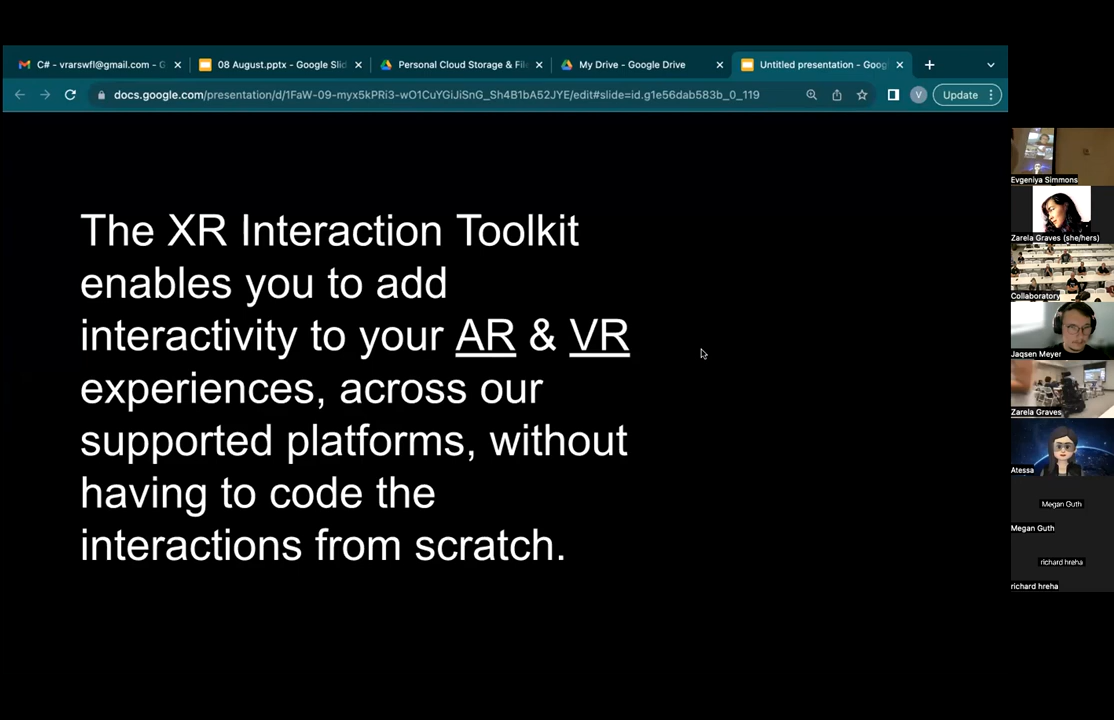 C# - vrarswfl@gmail.com - G
08 August.pptx - Google Slid
Personal Cloud Storage & File
My Drive - Google Drive
Untitled presentation - Goog
docs.google.com/presentation/d/1FaW-09-myx5kPRi3-wO1CuYGiJiSnG_Sh4B1bA52JYE/edit#slide=id.g1e56dab583b_0_119
V
Update
The XR Interaction Toolkit
enables you to add
interactivity to your AR & VR
experiences, across our
supported platforms, without
having to code the
interactions from scratch.
Evgeniya Simmons
Zarela Graves (she/hers)
Collaboratory
Jaqsen Meyer
Zarela Graves
Atessa
Megan Guth
Megan Guth
richard hreha
richard hreha